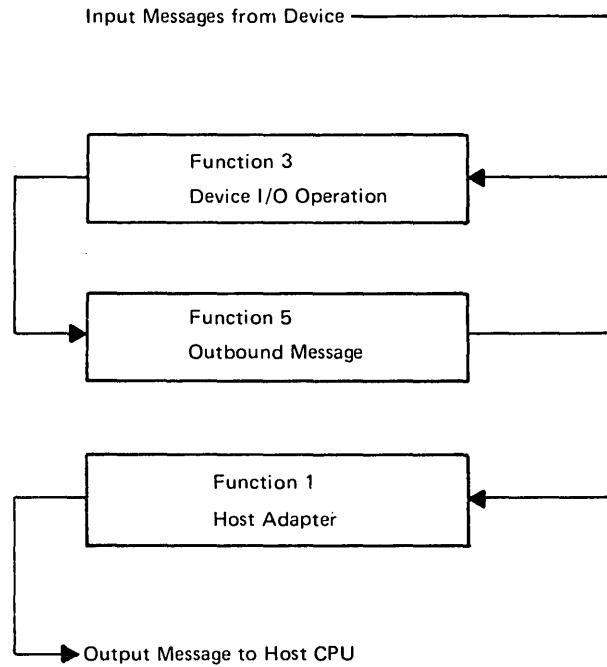 Input Messages from Device
Function 3
Device I/O Operation
Function 5
Outbound Message
Function 1
Host Adapter
Output Message to Host CPU